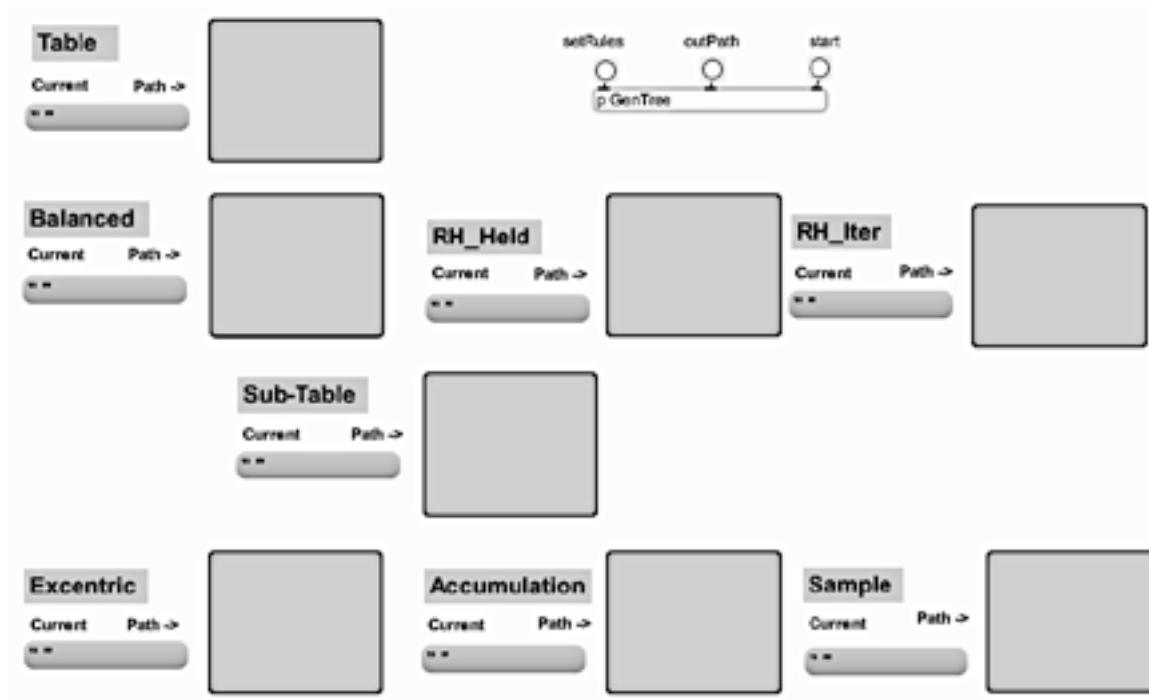 Table
Current Path ->
" "
setRules outPath start
p GenTree
Balanced
Current Path ->
" "
RH_Held
Current Path ->
" "
RH_Iter
Current Path ->
" "
Sub-Table
Current Path ->
" "
Excentric
Current Path ->
" "
Accumulation
Current Path ->
" "
Sample
Current Path ->
" "